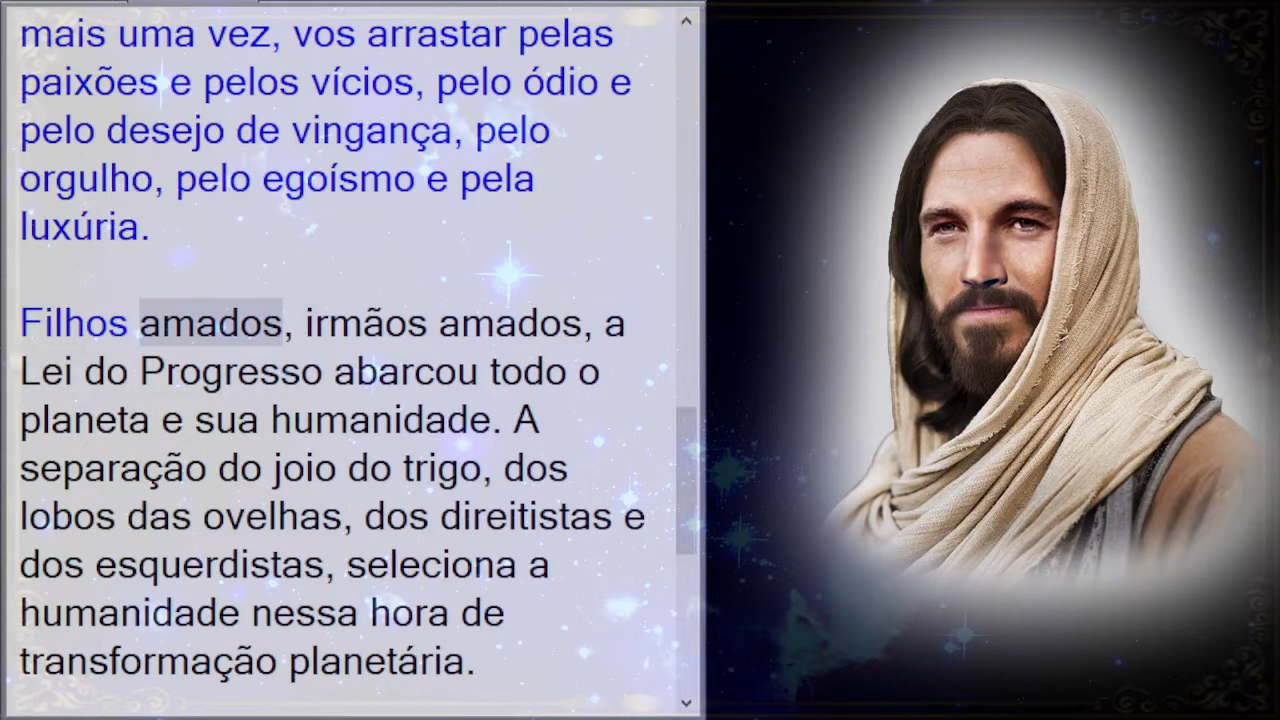 mais uma vez, vos arrastar pelas
paixões e pelos vícios, pelo ódio e
pelo desejo de vingança, pelo
orgulho, pelo egoísmo e pela
luxúria.
Filhos amados, irmãos amados, a
Lei do Progresso abarcou todo o
planeta e sua humanidade. A
separação do joio do trigo, dos
lobos das ovelhas, dos direitistas e
dos esquerdistas, seleciona a
humanidade nessa hora de
transformação planetária.